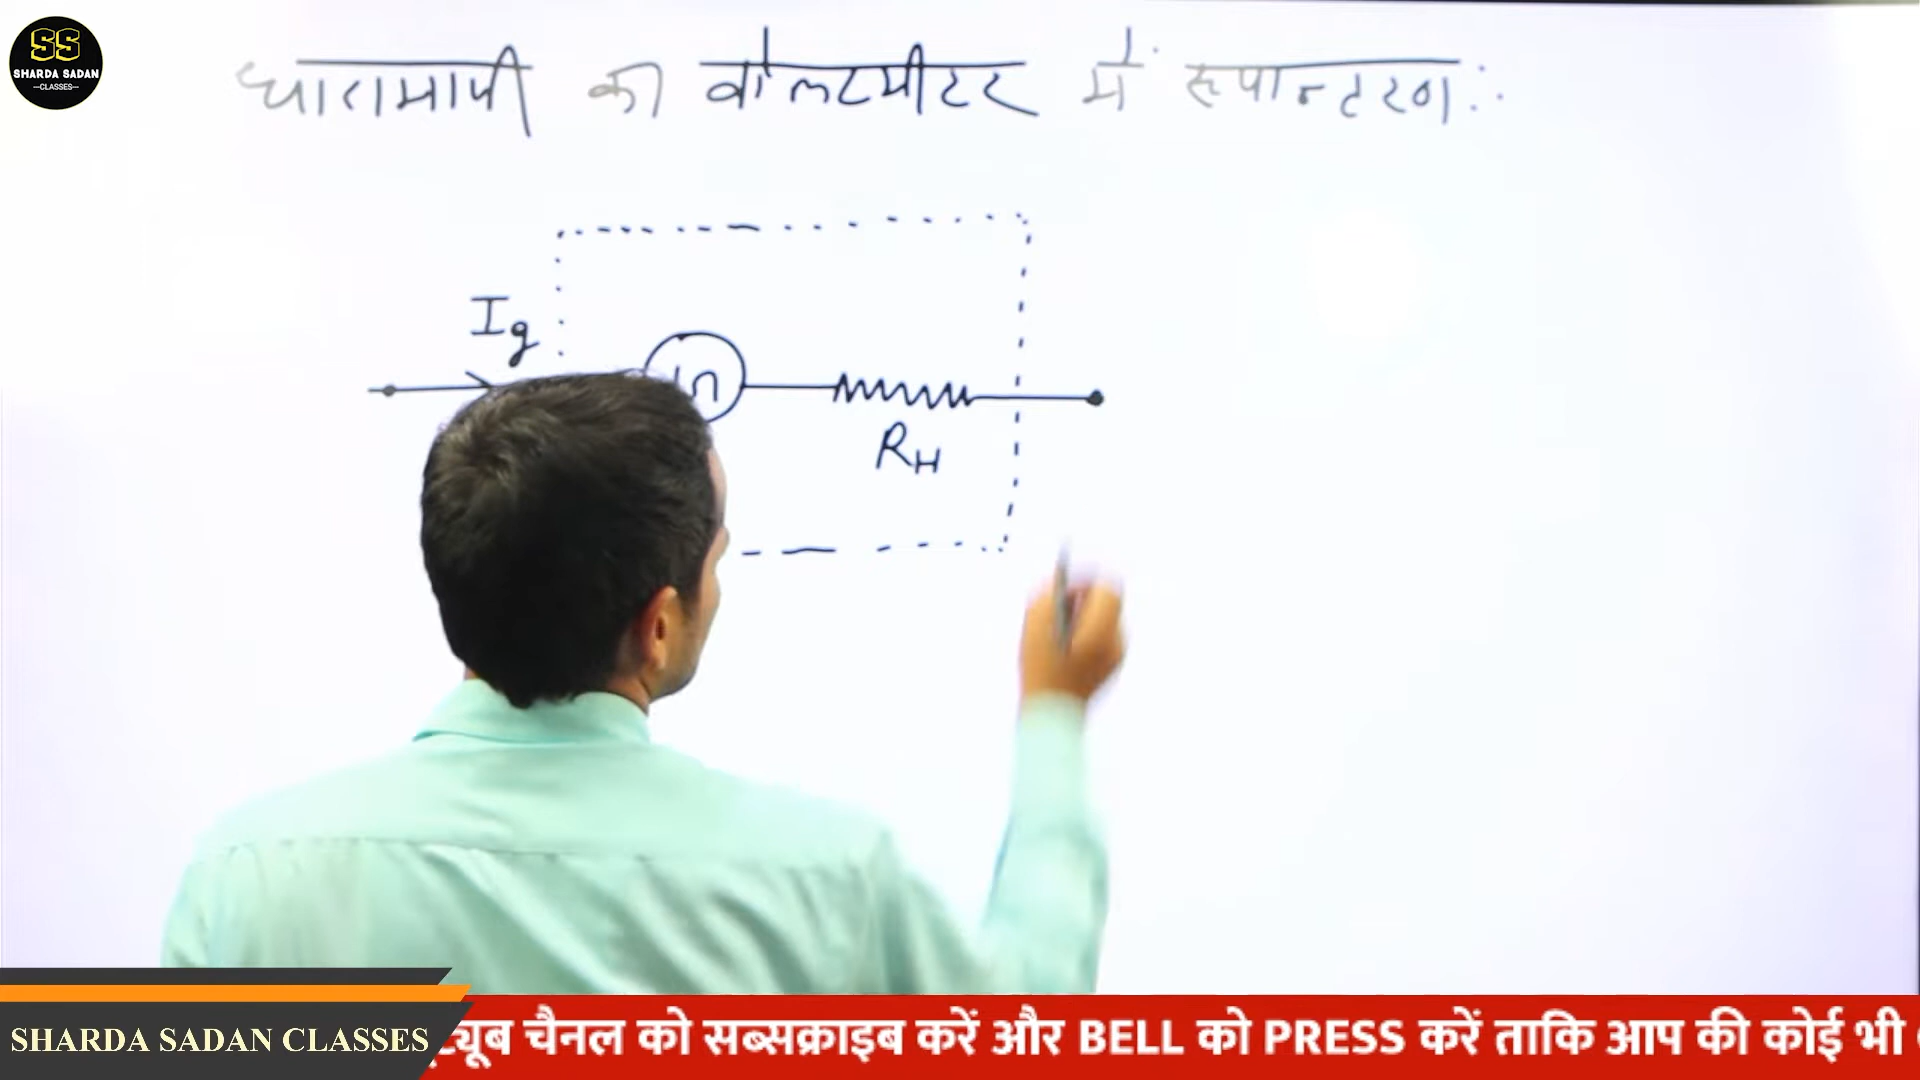 SS
SHARDA SADAN
CLASSES
धारामापी का वोल्टमीटर में रूपान्तरण :
Ig
G
RH
SHARDA SADAN CLASSES
यूब चैनल को सब्सक्राइब करें और BELL को PRESS करें ताकि आप की कोई भी